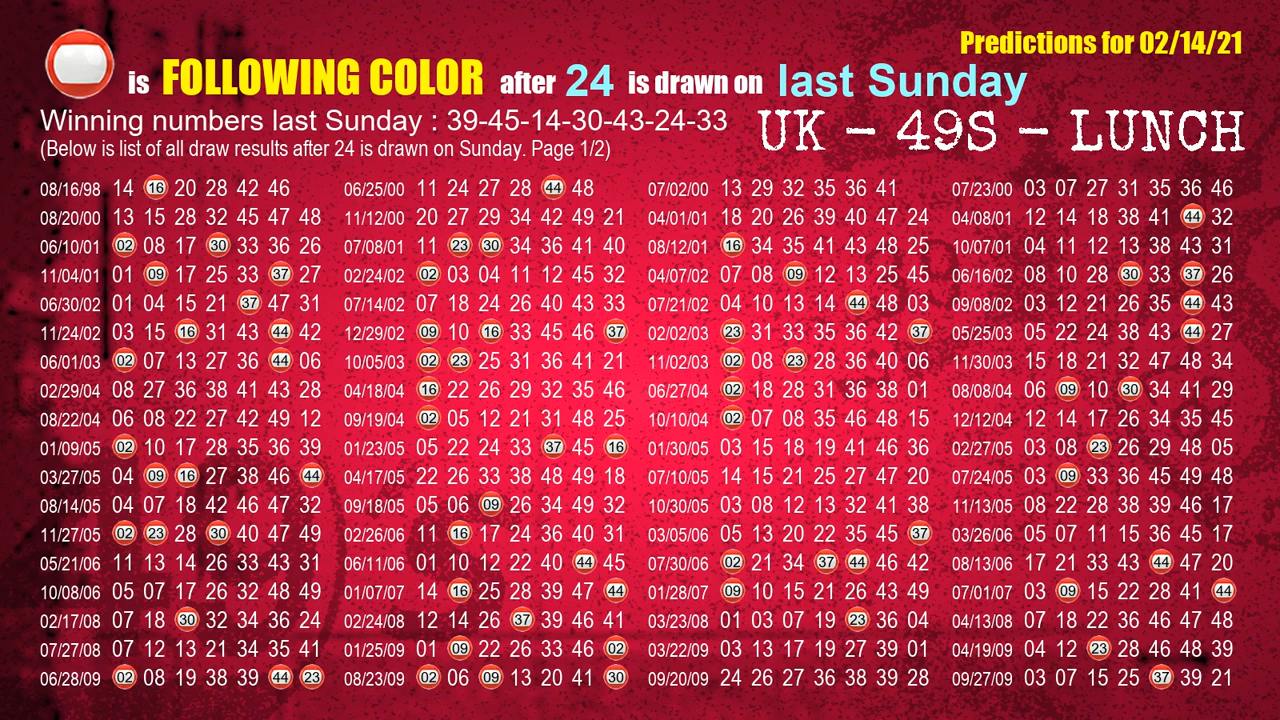 Predictions for 02/14/21
is FOLLOWING COLOR after 24 is drawn on last Sunday
Winning numbers last Sunday : 39-45-14-30-43-24-33
UK - 49S - LUNCH
(Below is list of all draw results after 24 is drawn on Sunday. Page 1/2)
08/16/98 14 16 20 28 42 46 06/25/00 11 24 27 28 44 48 07/02/00 13 29 32 35 36 41 07/23/00 03 07 27 31 35 36 46
08/20/00 13 15 28 32 45 47 48 11/12/00 20 27 29 34 42 49 21 04/01/01 18 20 26 39 40 47 24 04/08/01 12 14 18 38 41 44 32
06/10/01 02 08 17 30 33 36 26 07/08/01 11 23 30 34 36 41 40 08/12/01 16 34 35 41 43 48 25 10/07/01 04 11 12 13 38 43 31
11/04/01 01 09 17 25 33 37 27 02/24/02 02 03 04 11 12 45 32 04/07/02 07 08 09 12 13 25 45 06/16/02 08 10 28 30 33 37 26
06/30/02 01 04 15 21 37 47 31 07/14/02 07 18 24 26 40 43 33 07/21/02 04 10 13 14 44 48 03 09/08/02 03 12 21 26 35 44 43
11/24/02 03 15 16 31 43 44 42 12/29/02 09 10 16 33 45 46 37 02/02/03 23 31 33 35 36 42 37 05/25/03 05 22 24 38 43 44 27
06/01/03 02 07 13 27 36 44 06 10/05/03 02 23 25 31 36 41 21 11/02/03 02 08 23 28 36 40 06 11/30/03 15 18 21 32 47 48 34
02/29/04 08 27 36 38 41 43 28 04/18/04 16 22 26 29 32 35 46 06/27/04 02 18 28 31 36 38 01 08/08/04 06 09 10 30 34 41 29
08/22/04 06 08 22 27 42 49 12 09/19/04 02 05 12 21 31 48 25 10/10/04 02 07 08 35 46 48 15 12/12/04 12 14 17 26 34 35 45
01/09/05 02 10 17 28 35 36 39 01/23/05 05 22 24 33 37 45 16 01/30/05 03 15 18 19 41 46 36 02/27/05 03 08 23 26 29 48 05
03/27/05 04 09 16 27 38 46 44 04/17/05 22 26 33 38 48 49 18 07/10/05 14 15 21 25 27 47 20 07/24/05 03 09 33 36 45 49 48
08/14/05 04 07 18 42 46 47 32 09/18/05 05 06 09 26 34 49 32 10/30/05 03 08 12 13 32 41 38 11/13/05 08 22 28 38 39 46 17
11/27/05 02 23 28 30 40 47 49 02/26/06 11 16 17 24 36 40 31 03/05/06 05 13 20 22 35 45 37 03/26/06 05 07 11 15 36 45 17
05/21/06 11 13 14 26 33 43 31 06/11/06 01 10 12 22 40 44 45 07/30/06 02 21 34 37 44 46 42 08/13/06 17 21 33 43 44 47 20
10/08/06 05 07 17 26 32 48 49 01/07/07 14 16 25 28 39 47 44 01/28/07 09 10 15 21 26 43 49 07/01/07 03 09 15 22 28 41 44
02/17/08 07 18 30 32 34 36 24 02/24/08 12 14 26 37 39 46 41 03/23/08 01 03 07 19 23 36 04 04/13/08 07 18 22 36 46 47 48
07/27/08 07 12 13 21 34 35 41 01/25/09 01 09 22 26 33 46 02 03/22/09 03 13 17 19 27 39 01 04/19/09 04 12 23 28 46 48 39
06/28/09 02 08 19 38 39 44 23 08/23/09 02 06 09 13 20 41 30 09/20/09 24 26 27 36 38 39 28 09/27/09 03 07 15 25 37 39 21